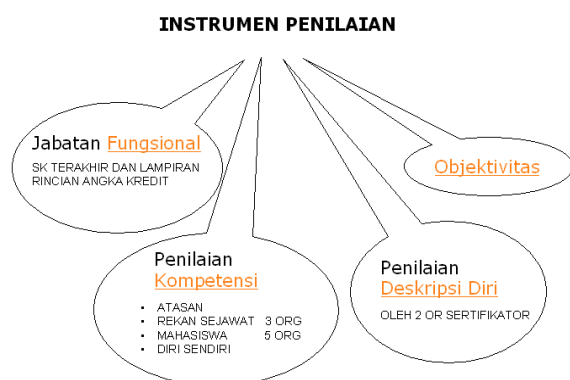 INSTRUMEN PENILAIAN
Jabatan Fungsional
SK TERAKHIR DAN LAMPIRAN
RINCIAN ANGKA KREDIT
Objektivitas
Penilaian
Kompetensi
• ATASAN
• REKAN SEJAWAT 3 ORG
• MAHASISWA 5 ORG
• DIRI SENDIRI
Penilaian
Deskripsi Diri
OLEH 2 OR SERTIFIKATOR